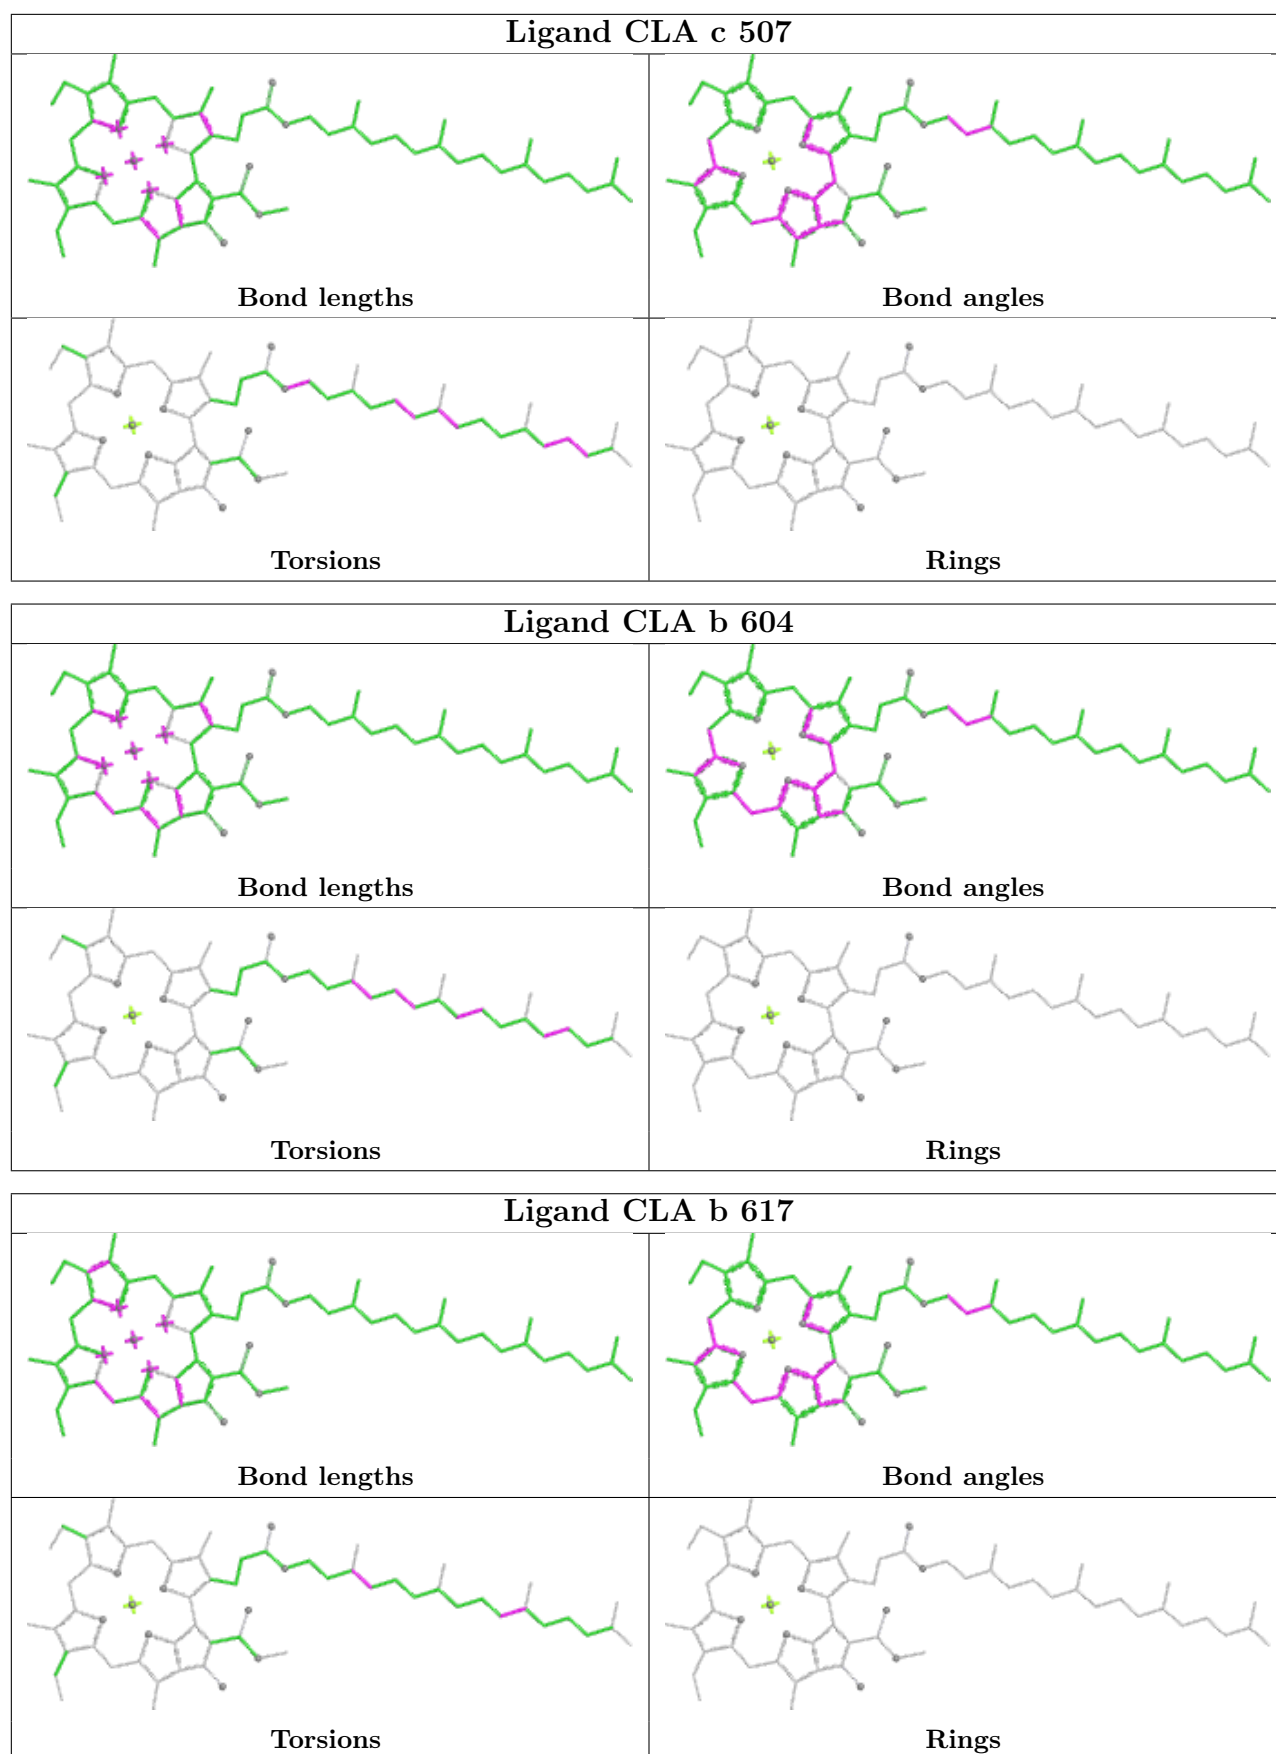 Ligand CLA c 507
Bond lengths
Bond angles
Torsions
Rings
Ligand CLA b 604
Bond lengths
Bond angles
Torsions
Rings
Ligand CLA b 617
Bond lengths
Bond angles
Torsions
Rings